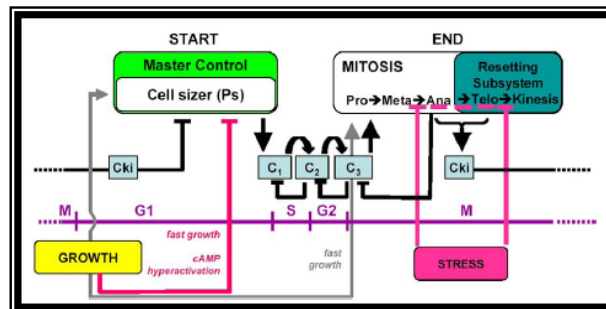 START
END
Master Control
Cell sizer (Ps)
MITOSIS
Resetting
Subsystem
Pro➔Meta➔Ana ➔Telo➔Kinesis
Cki
C₁
C₂
C₃
Cki
M
G1
S
G2
M
fast growth
cAMP
hyperactivation
fast
growth
GROWTH
STRESS